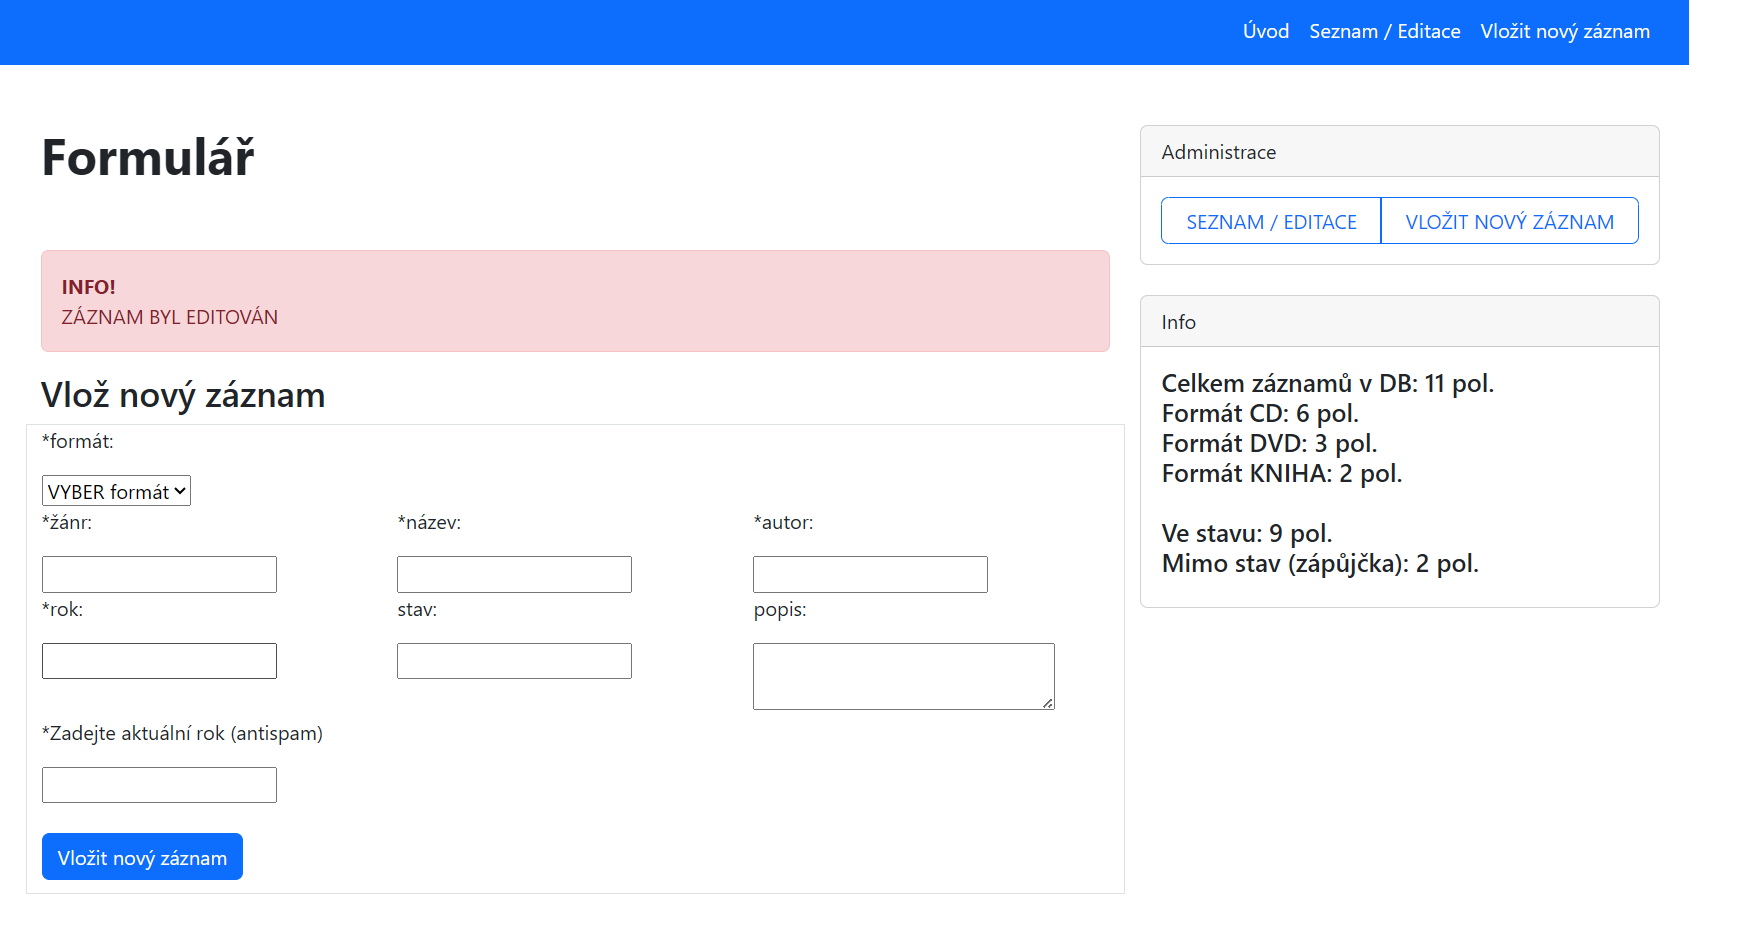 Úvod Seznam / Editace Vložit nový záznam
Formulář
INFO!
ZÁZNAM BYL EDITOVÁN
Vlož nový záznam
*formát:
VYBER formát
*žánr: *název: *autor:
*rok: stav: popis:
*Zadejte aktuální rok (antispam)
Vložit nový záznam
Administrace
SEZNAM / EDITACE VLOŽIT NOVÝ ZÁZNAM
Info
Celkem záznamů v DB: 11 pol.
Formát CD: 6 pol.
Formát DVD: 3 pol.
Formát KNIHA: 2 pol.
Ve stavu: 9 pol.
Mimo stav (zápůjčka): 2 pol.